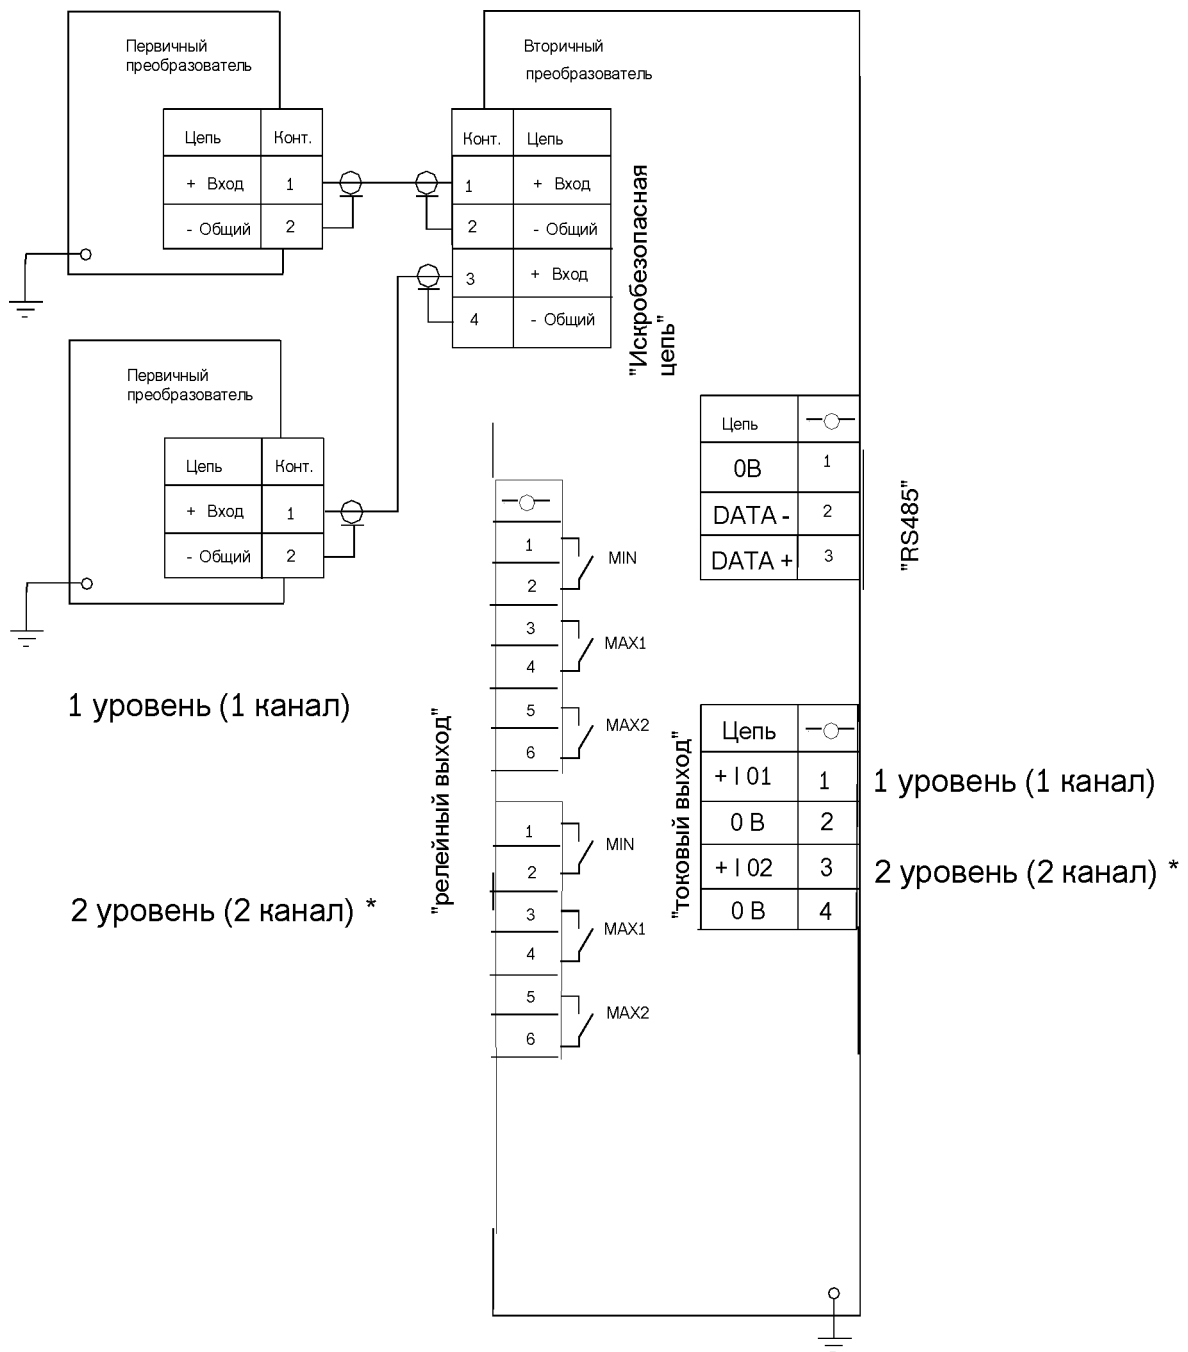 Первичный
преобразователь
Цепь Конт.
+ Вход 1
- Общий 2
Вторичный
преобразователь
Конт. Цепь
1 + Вход
2 - Общий
3 + Вход
4 - Общий
"Искробезопасная
цепь"
Первичный
преобразователь
Цепь Конт.
+ Вход 1
- Общий 2
Цепь
0В 1
DATA - 2
DATA + 3
"RS485"
1
2
MIN
3
4
MAX1
5
6
MAX2
1 уровень (1 канал)
"релейный выход"
1
2
MIN
3
4
MAX1
5
6
MAX2
2 уровень (2 канал) *
"токовый выход"
Цепь
+ I 01 1
0 В 2
+ I 02 3
0 В 4
1 уровень (1 канал)
2 уровень (2 канал) *